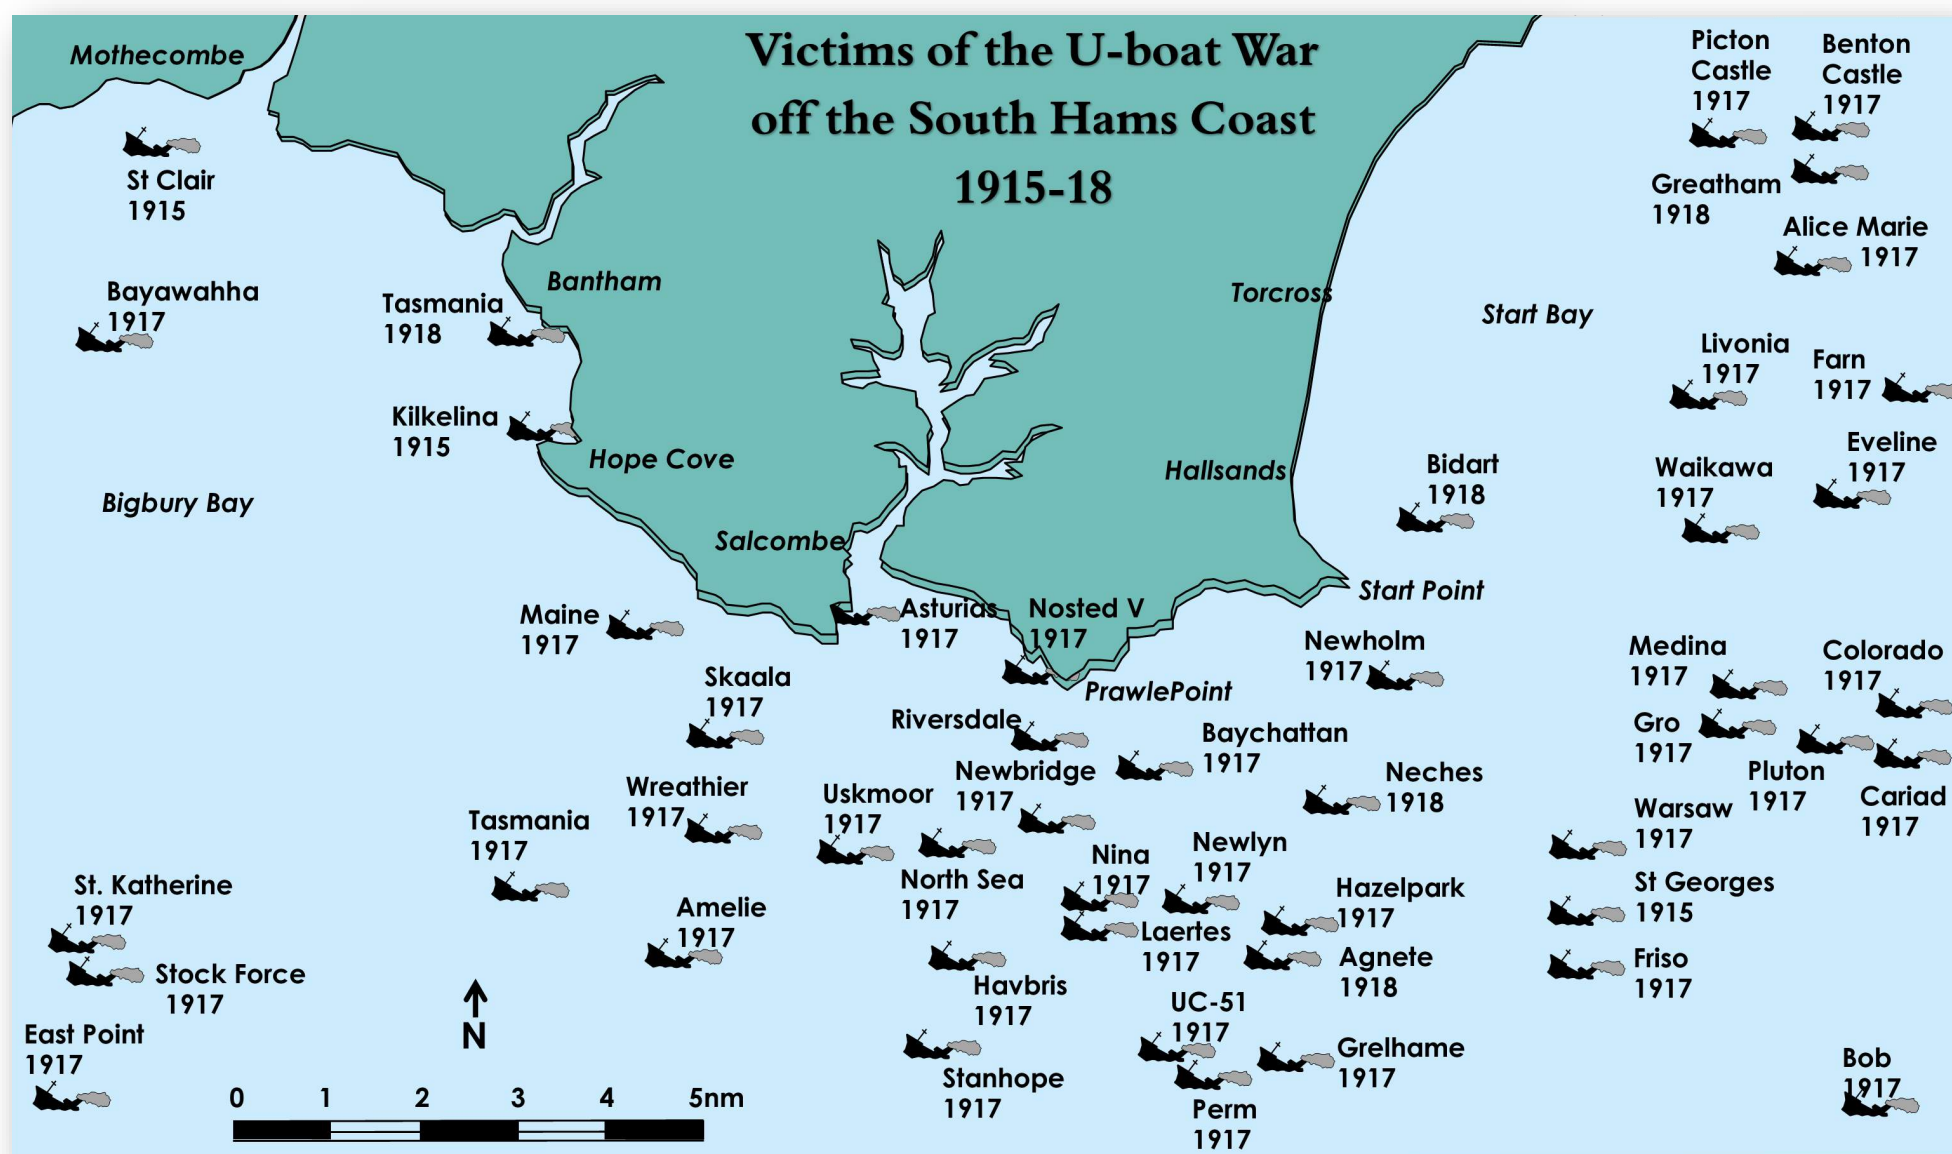 Victims of the U-boat War
off the South Hams Coast
1915-18
Mothecombe
St Clair
1915
Bayawahha
1917
Tasmania
1918
Bantham
Kilkelina
1915
Hope Cove
Bigbury Bay
Salcombe
Torcross
Hallsands
Start Bay
Start Point
Picton
Castle
1917
Benton
Castle
1917
Greatham
1918
Alice Marie
1917
Livonia
1917
Farn
1917
Eveline
1917
Waikawa
1917
Bidart
1918
Maine
1917
Asturias
1917
Nosted V
1917
PrawlePoint
Newholm
1917
Medina
1917
Colorado
1917
Skaala
1917
Riversdale
Baychattan
1917
Gro
1917
Pluton
1917
Cariad
1917
Wreathier
1917
Uskmoor
1917
Newbridge
1917
Neches
1918
Warsaw
1917
Tasmania
1917
North Sea
1917
Nina
1917
Newlyn
1917
Hazelpark
1917
St Georges
1915
St. Katherine
1917
Amelie
1917
Laertes
1917
Agnete
1918
Friso
1917
Stock Force
1917
Havbris
1917
UC-51
1917
Grelhame
1917
East Point
1917
N
Stanhope
1917
Perm
1917
Bob
1917
0 1 2 3 4 5nm